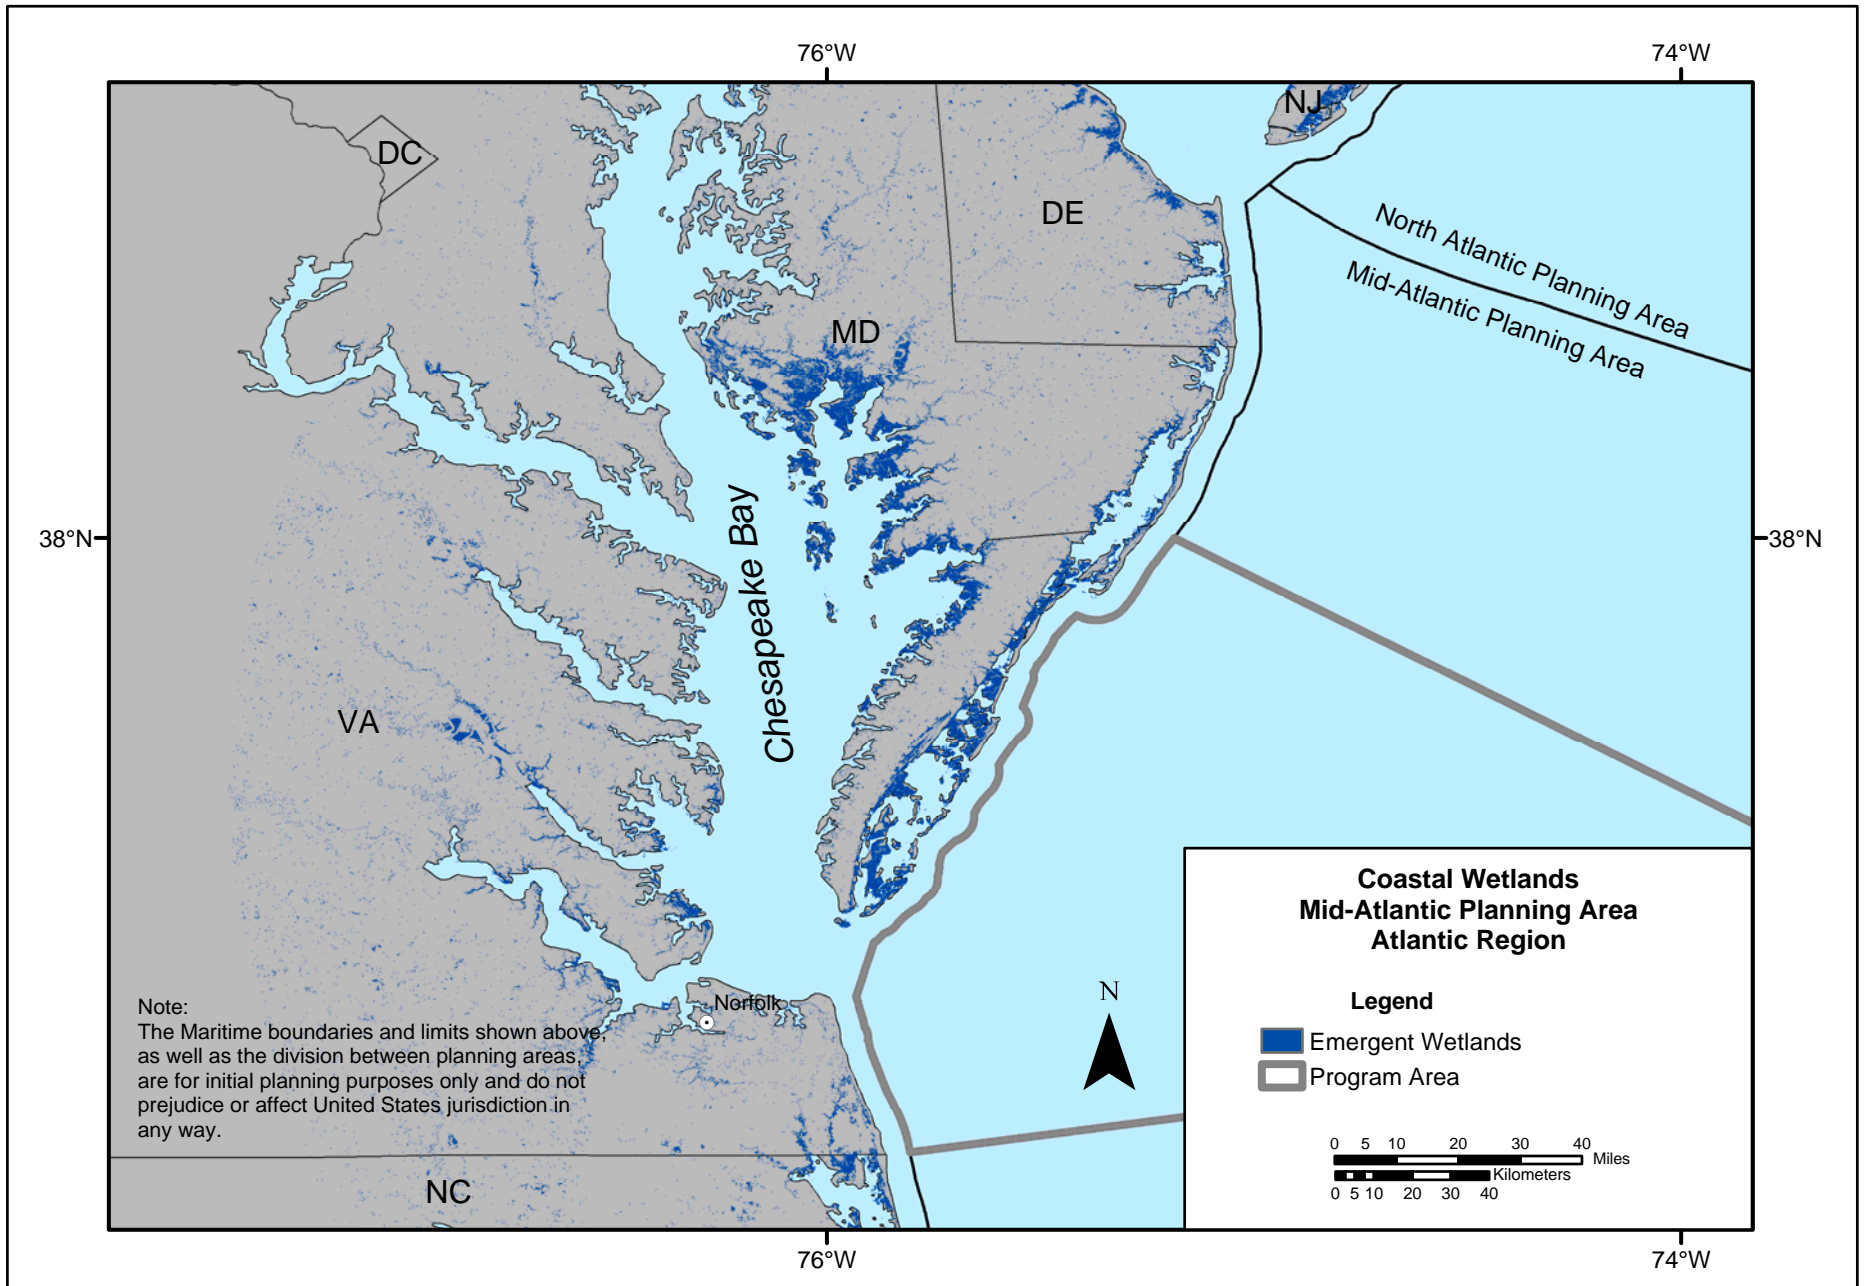 76°W
74°W
NJ
DC
DE
North Atlantic Planning Area
Mid-Atlantic Planning Area
MD
Chesapeake Bay
38°N
38°N
VA
Coastal Wetlands
Mid-Atlantic Planning Area
Atlantic Region
N
Legend
Emergent Wetlands
Program Area
Norfolk
Note:
The Maritime boundaries and limits shown above,
as well as the division between planning areas,
are for initial planning purposes only and do not
prejudice or affect United States jurisdiction in
any way.
0 5 10 20 30 40
Miles
Kilometers
0 5 10 20 30 40
NC
76°W
74°W